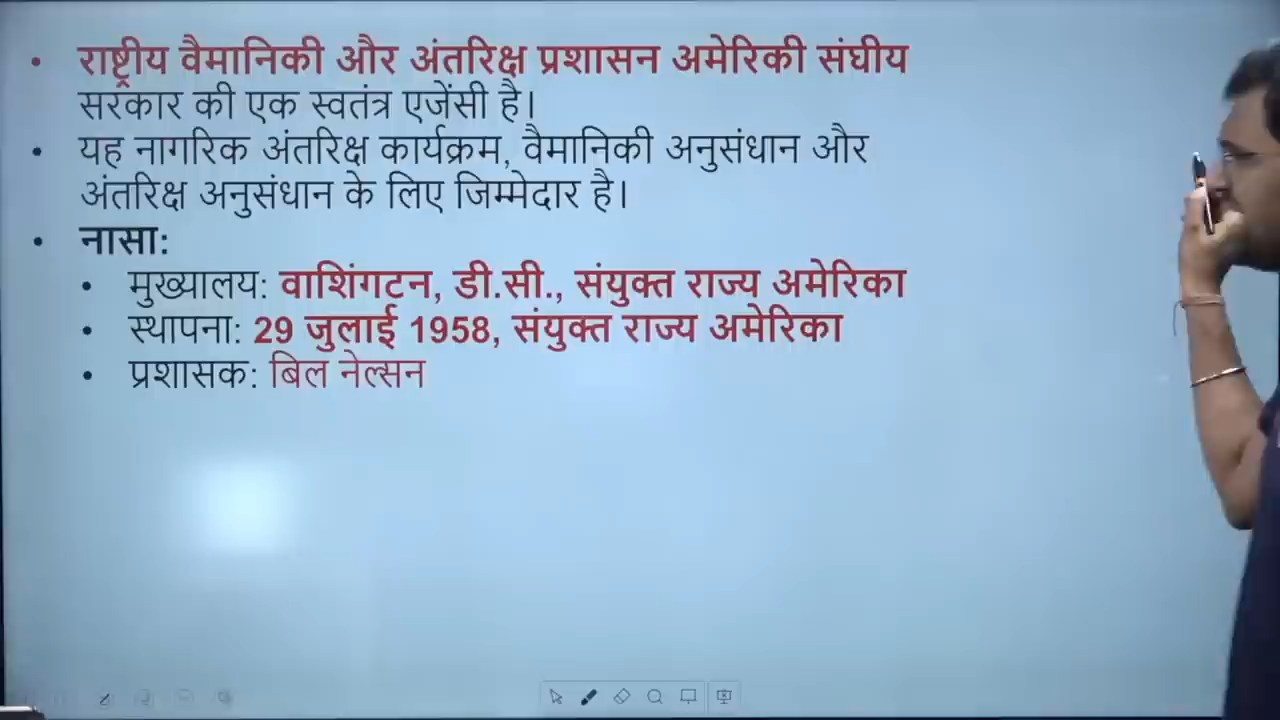 • राष्ट्रीय वैमानिकी और अंतरिक्ष प्रशासन अमेरिकी संघीय
सरकार की एक स्वतंत्र एजेंसी है।
• यह नागरिक अंतरिक्ष कार्यक्रम, वैमानिकी अनुसंधान और
अंतरिक्ष अनुसंधान के लिए जिम्मेदार है।
• नासा:
• मुख्यालय: वाशिंगटन, डी.सी., संयुक्त राज्य अमेरिका
• स्थापना: 29 जुलाई 1958, संयुक्त राज्य अमेरिका
• प्रशासक: बिल नेल्सन